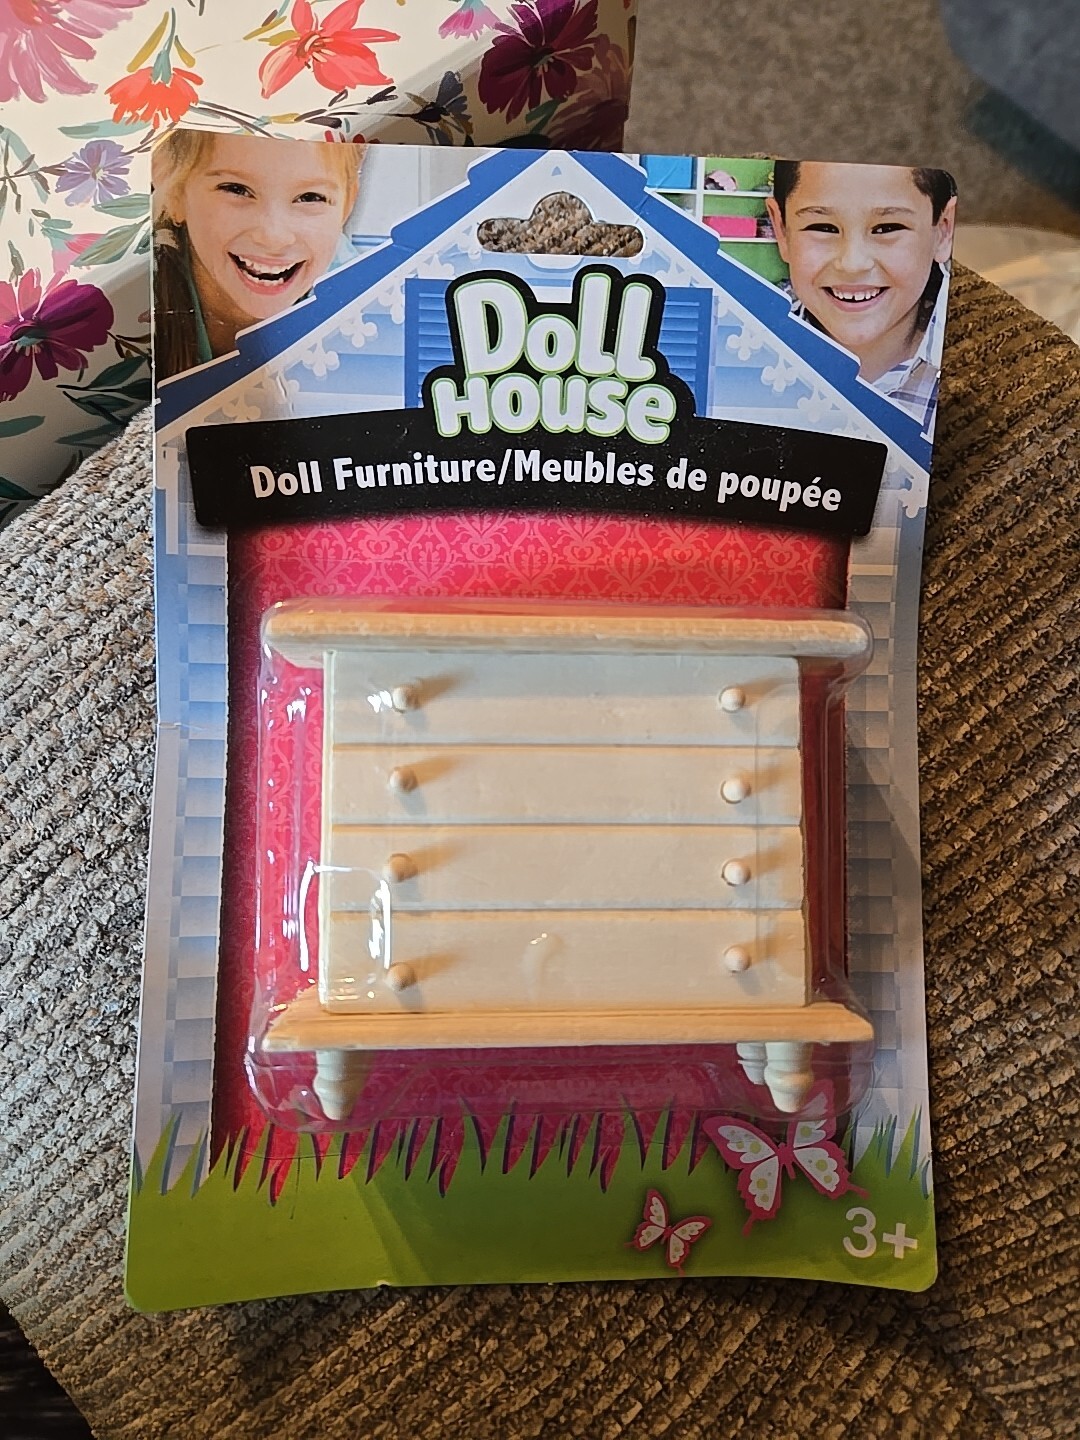 Doll
House
Doll Furniture/Meubles de poupée
3+